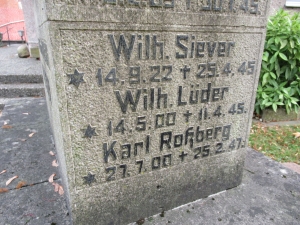 Wilh. Siever
* 14.9.22 + 25.4.45
Wilh. Lüder
* 14.5.00 + 11.4.45
Karl Roßberg
* 27.7.00 + 25.2.47